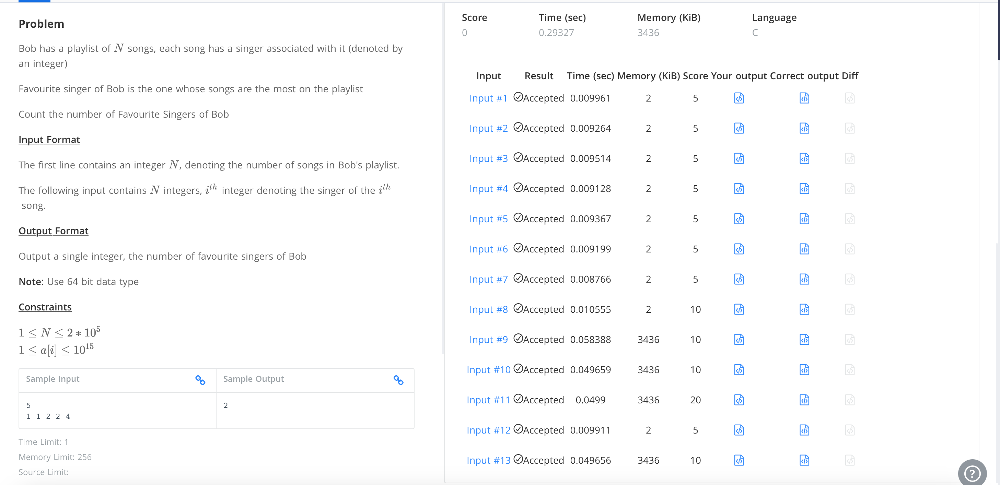 Problem
Bob has a playlist of N songs, each song has a singer associated with it (denoted by
an integer)
Favourite singer of Bob is the one whose songs are the most on the playlist
Count the number of Favourite Singers of Bob
Input Format
The first line contains an integer N, denoting the number of songs in Bob's playlist.
The following input contains N integers, i^th integer denoting the singer of the i^th
song.
Output Format
Output a single integer, the number of favourite singers of Bob
Note: Use 64 bit data type
Constraints
1 ≤ N ≤ 2 * 10^5
1 ≤ a[i] ≤ 10^15
Sample Input Sample Output
5 2
1 1 2 2 4
Time Limit: 1
Memory Limit: 256
Source Limit:
Score Time (sec) Memory (KiB) Language
0 0.29327 3436 C
Input Result Time (sec) Memory (KiB) Score Your output Correct output Diff
Input #1 Accepted 0.009961 2 5
Input #2 Accepted 0.009264 2 5
Input #3 Accepted 0.009514 2 5
Input #4 Accepted 0.009128 2 5
Input #5 Accepted 0.009367 2 5
Input #6 Accepted 0.009199 2 5
Input #7 Accepted 0.008766 2 5
Input #8 Accepted 0.010555 2 10
Input #9 Accepted 0.058388 3436 10
Input #10 Accepted 0.049659 3436 10
Input #11 Accepted 0.0499 3436 20
Input #12 Accepted 0.009911 2 5
Input #13 Accepted 0.049656 3436 10
?